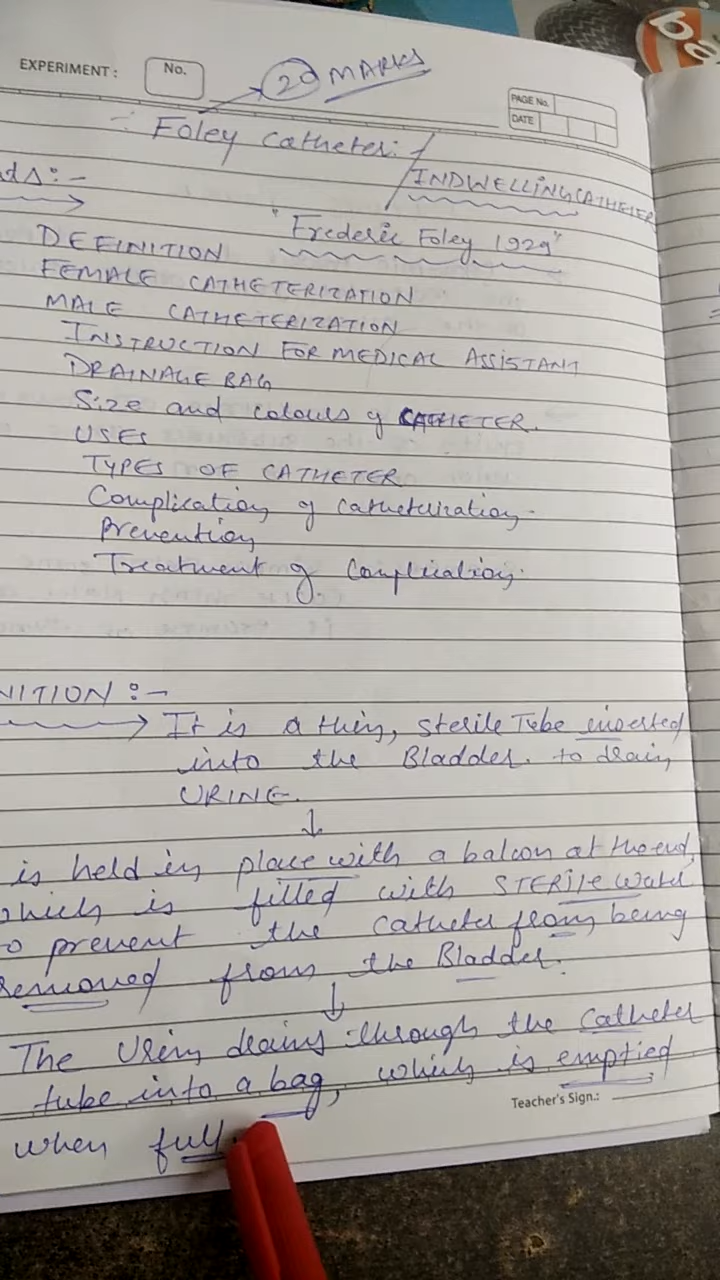 EXPERIMENT :
No.
20 MARKS
PAGE No.
DATE
Foley Catheter :-
INDWELLING CATHETER
ads :-
"Frederic Foley 1929"
DEFINITION
FEMALE CATHETERIZATION
MALE CATHETERIZATION
INSTRUCTION FOR MEDICAL ASSISTANT
DRAINAGE BAG
Size and colours of CATHETER.
USES
TYPES OF CATHETER
Complication of catheterization
Prevention
Treatment of Complication.
NITION :-
It is a thin, sterile Tube inserted
into the Bladder. to drain
URINE.
is held in place with a baloon at the end,
which is filled with STERIle water
to prevent the catheter from being
removed from the Bladder.
The Urin drains through the catheter
tube into a bag, which is emptied
when full.
Teacher's Sign.: